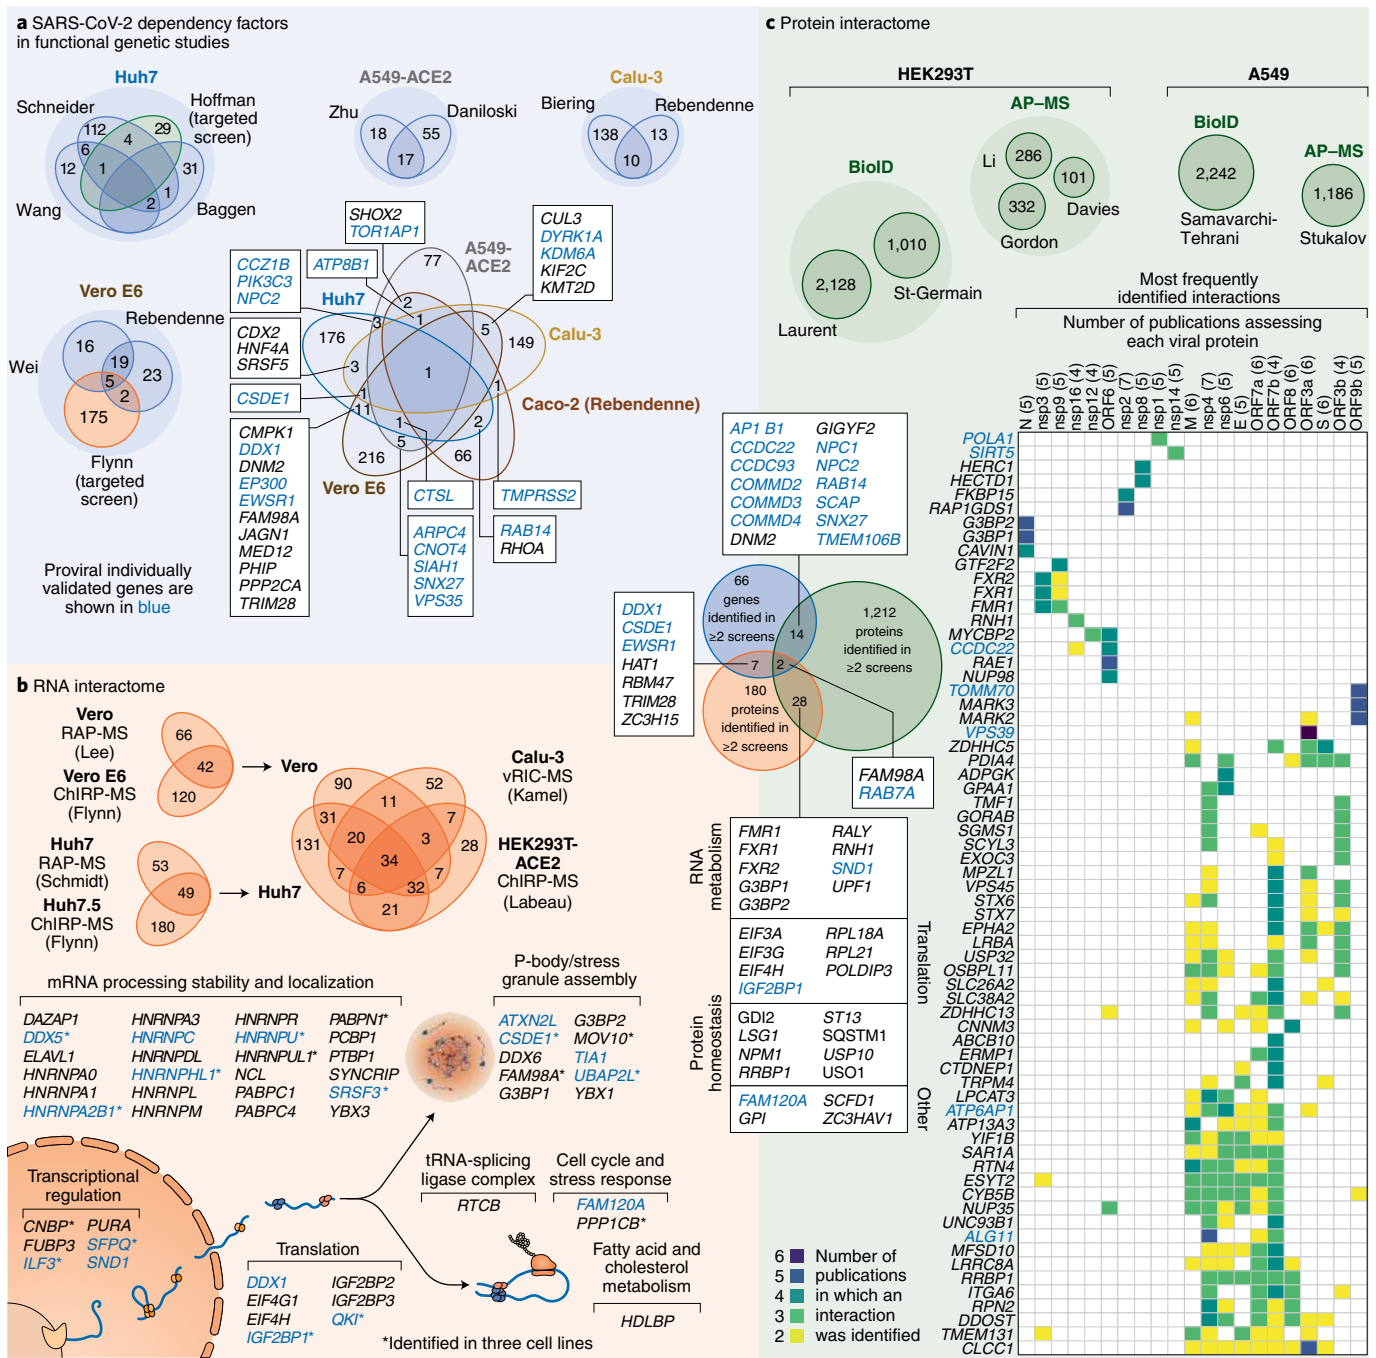 a SARS-CoV-2 dependency factors
in functional genetic studies
Huh7
Schneider
Hoffman
(targeted
screen)
112
29
4
6
12
1
31
1
2
Wang
Baggen
A549-ACE2
Zhu
Daniloski
18
55
17
Calu-3
Biering
Rebendenne
138
13
10
Vero E6
Rebendenne
Wei
16
19
23
5
2
175
Flynn
(targeted
screen)
Proviral individually
validated genes are
shown in blue
SHOX2
TOR1AP1
ATP8B1
CCZ1B
PIK3C3
NPC2
CDX2
HNF4A
SRSF5
CSDE1
CMPK1
DDX1
DNM2
EP300
EWSR1
FAM98A
JAGN1
MED12
PHIP
PPP2CA
TRIM28
CUL3
DYRK1A
KDM6A
KIF2C
KMT2D
A549-
ACE2
77
Huh7
2
3
1
5
176
149
Calu-3
3
1
1
1
11
Caco-2 (Rebendenne)
1
2
5
216
66
Vero E6
CTSL
TMPRSS2
ARPC4
CNOT4
SIAH1
SNX27
VPS35
RAB14
RHOA
b RNA interactome
Vero
RAP-MS
(Lee)
66
42
Vero
Vero E6
ChIRP-MS
(Flynn)
120
Huh7
RAP-MS
(Schmidt)
53
49
Huh7
Huh7.5
ChIRP-MS
(Flynn)
180
Calu-3
vRIC-MS
(Kamel)
HEK293T-
ACE2
ChIRP-MS
(Labeau)
90
52
11
31
7
20
3
131
28
34
7
7
6
32
21
mRNA processing stability and localization
DAZAP1
DDX5*
ELAVL1
HNRNPA0
HNRNPA1
HNRNPA2B1*
HNRNPA3
HNRNPC
HNRNPDL
HNRNPHL1*
HNRNPL
HNRNPM
HNRNPR
HNRNPU*
HNRNPUL1*
NCL
PABPC1
PABPC4
PABPN1*
PCBP1
PTBP1
SYNCRIP
SRSF3*
YBX3
P-body/stress
granule assembly
ATXN2L
CSDE1*
DDX6
FAM98A*
G3BP1
G3BP2
MOV10*
TIA1
UBAP2L*
YBX1
Transcriptional
regulation
CNBP*
FUBP3
ILF3*
PURA
SFPQ*
SND1
Translation
DDX1
EIF4G1
EIF4H
IGF2BP1*
IGF2BP2
IGF2BP3
QKI*
tRNA-splicing
ligase complex
RTCB
Cell cycle and
stress response
FAM120A
PPP1CB*
Fatty acid and
cholesterol
metabolism
HDLBP
*Identified in three cell lines
c Protein interactome
HEK293T
A549
BioID
AP–MS
BioID
AP–MS
Li
286
101
332
Davies
Gordon
1,010
2,128
St-Germain
Laurent
2,242
Samavarchi-
Tehrani
1,186
Stukalov
AP1 B1
CCDC22
CCDC93
COMMD2
COMMD3
COMMD4
DNM2
GIGYF2
NPC1
NPC2
RAB14
SCAP
SNX27
TMEM106B
DDX1
CSDE1
EWSR1
HAT1
RBM47
TRIM28
ZC3H15
66
genes
identified in
≥2 screens
14
1,212
proteins
identified in
≥2 screens
7
2
180
proteins
identified in
≥2 screens
28
FAM98A
RAB7A
RNA
metabolism
FMR1
FXR1
FXR2
G3BP1
G3BP2
RALY
RNH1
SND1
UPF1
Translation
EIF3A
EIF3G
EIF4H
IGF2BP1
RPL18A
RPL21
POLDIP3
Protein
homeostasis
GDI2
LSG1
NPM1
RRBP1
ST13
SQSTM1
USP10
USO1
Other
FAM120A
GPI
SCFD1
ZC3HAV1
Most frequently
identified interactions
Number of publications assessing
each viral protein
N (5)
nsp3 (5)
nsp9 (5)
nsp16 (4)
nsp12 (4)
ORF6 (5)
nsp2 (7)
nsp8 (5)
nsp1 (5)
nsp14 (5)
M (6)
nsp4 (7)
nsp6 (5)
E (5)
ORF7a (6)
ORF7b (4)
ORF8 (6)
ORF3a (6)
S (6)
ORF3b (4)
ORF9b (5)
POLA1
SIRT5
HERC1
HECTD1
FKBP15
RAP1GDS1
G3BP2
G3BP1
CAVIN1
GTF2F2
FXR2
FXR1
FMR1
RNH1
MYCBP2
CCDC22
RAE1
NUP98
TOMM70
MARK3
MARK2
VPS39
ZDHHC5
PDIA4
ADPGK
GPAA1
TMF1
GORAB
SGMS1
SCYL3
EXOC3
MPZL1
VPS45
STX6
STX7
EPHA2
LRBA
USP32
OSBPL11
SLC26A2
SLC38A2
ZDHHC13
CNNM3
ABCB10
ERMP1
CTDNEP1
TRPM4
LPCAT3
ATP6AP1
ATP13A3
YIF1B
SAR1A
RTN4
ESYT2
CYB5B
NUP35
UNC93B1
ALG11
MFSD10
LRRC8A
RRBP1
ITGA6
RPN2
DDOST
TMEM131
CLCC1
6 Number of
5 publications
4 in which an
3 interaction
2 was identified